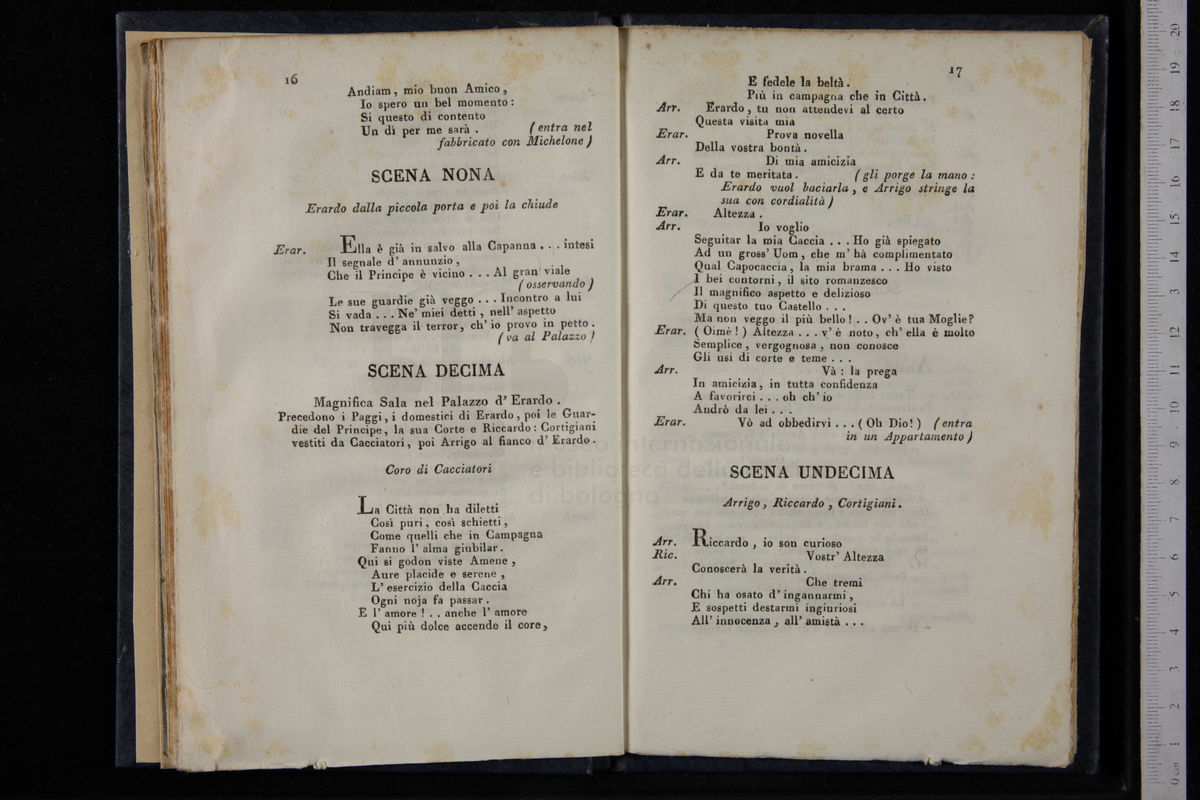 16
Andiam, mio buon Amico,
Io spero un bel momento:
Si questo di contento
Un dì per me sarà. (entra nel
fabbricato con Michelone)
SCENA NONA
Erardo dalla piccola porta e poi la chiude
Erar. Ella è già in salvo alla Capanna . . . intesi
Il segnale d' annunzio,
Che il Principe è vicino . . . Al gran viale
(osservando)
Le sue guardie già veggo . . . Incontro a lui
Si vada . . . Ne' miei detti, nell' aspetto
Non travegga il terror, ch' io provo in petto.
(va al Palazzo)
SCENA DECIMA
Magnifica Sala nel Palazzo d' Erardo.
Precedono i Paggi, i domestici di Erardo, poi le Guar-
die del Principe, la sua Corte e Riccardo: Cortigiani
vestiti da Cacciatori, poi Arrigo al fianco d' Erardo.
Coro di Cacciatori
La Città non ha diletti
Così puri, così schietti,
Come quelli che in Campagna
Fanno l' alma giubilar.
Qui si godon viste Amene,
Aure placide e serene,
L' esercizio della Caccia
Ogni noja fa passar.
E l' amore! . . anche l' amore
Qui più dolce accende il core,
17
E fedele la beltà.
Più in campagna che in Città.
Arr. Erardo, tu non attendevi al certo
Questa visita mia
Erar. Prova novella
Della vostra bontà.
Arr. Di mia amicizia
E da te meritata. (gli porge la mano:
Erardo vuol baciarla, e Arrigo stringe la
sua con cordialità)
Erar. Altezza.
Arr. Io voglio
Seguitar la mia Caccia . . . Ho già spiegato
Ad un gross' Uom, che m' hà complimentato
Qual Capocaccia, la mia brama . . . Ho visto
I bei contorni, il sito romanzesco
Il magnifico aspetto e delizioso
Di questo tuo Castello . . .
Ma non veggo il più bello! . . Ov' è tua Moglie?
Erar. (Oimè!) Altezza . . . v' è noto, ch' ella è molto
Semplice, vergognosa, non conosce
Gli usi di corte e teme . . .
Arr. Và: la prega
In amicizia, in tutta confidenza
A favorirci . . . oh ch' io
Andrò da lei . . .
Erar. Vò ad obbedirvi . . . (Oh Dio!) (entra
in un Appartamento)
SCENA UNDECIMA
Arrigo, Riccardo, Cortigiani.
Arr. Riccardo, io son curioso
Ric. Vostr' Altezza
Conoscerà la verità.
Arr. Che tremi
Chi ha osato d' ingannarmi,
E sospetti destarmi ingiuriosi
All' innocenza, all' amistà . . .